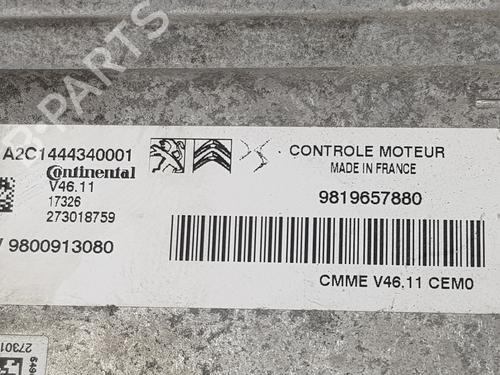 A2C1444340001
Continental
V46.11
17326
273018759
9800913080
CONTROLE MOTEUR
MADE IN FRANCE
9819657880
CMME V46.11 CEM0